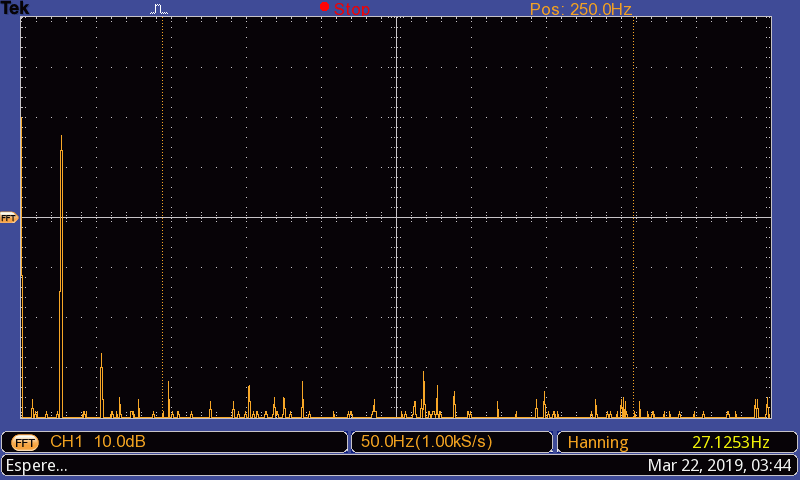 Tek Stop Pos: 250.0Hz
FFT
FFT CH1 10.0dB 50.0Hz(1.00kS/s) Hanning 27.1253Hz
Espere... Mar 22, 2019, 03:44